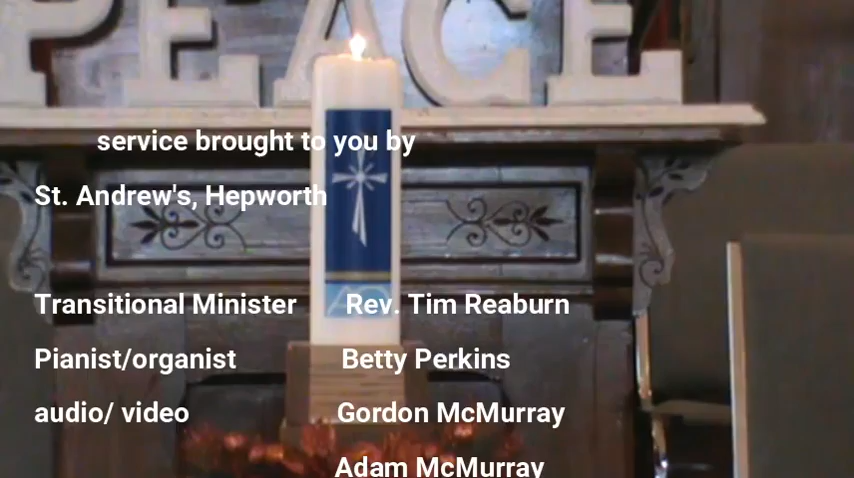 PEACE
service brought to you by
St. Andrew's, Hepworth
Transitional Minister Rev. Tim Reaburn
Pianist/organist Betty Perkins
audio/ video Gordon McMurray
Adam McMurray